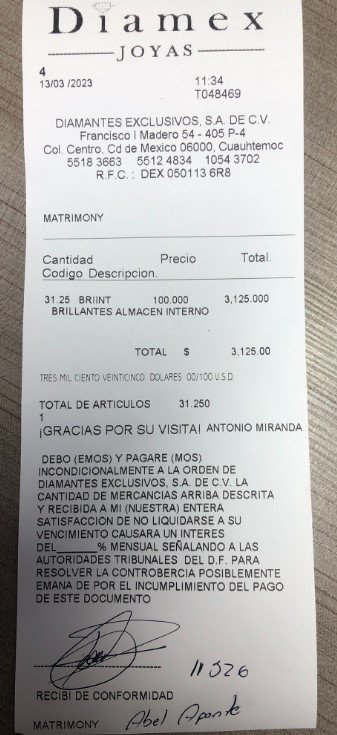 Diamex
JOYAS
4
13/03 /2023 11:34
T048469
DIAMANTES EXCLUSIVOS, S.A. DE C.V.
Francisco I Madero 54 - 405 P-4
Col. Centro, Cd de Mexico 06000, Cuauhtemoc
5518 3663 5512 4834 1054 3702
R.F.C. : DEX 050113 6R8
MATRIMONY
Cantidad Precio Total.
Codigo Descripcion.
31.25 BRIINT 100.000 3,125.000
BRILLANTES ALMACEN INTERNO
TOTAL $ 3,125.00
TRES MIL CIENTO VEINTICINCO DOLARES 00/100 U.S.D.
TOTAL DE ARTICULOS 31.250
1
¡GRACIAS POR SU VISITA! ANTONIO MIRANDA
DEBO (EMOS) Y PAGARE (MOS)
INCONDICIONALMENTE A LA ORDEN DE
DIAMANTES EXCLUSIVOS, S.A. DE C.V. LA
CANTIDAD DE MERCANCIAS ARRIBA DESCRITA
Y RECIBIDA A MI (NUESTRA) ENTERA
SATISFACCION DE NO LIQUIDARSE A SU
VENCIMIENTO CAUSARA UN INTERES
DEL______% MENSUAL SEÑALANDO A LAS
AUTORIDADES TRIBUNALES DEL D.F. PARA
RESOLVER LA CONTROBERCIA POSIBLEMENTE
EMANA DE POR EL INCUMPLIMIENTO DEL PAGO
DE ESTE DOCUMENTO
RECIBI DE CONFORMIDAD
MATRIMONY Abel Aponte